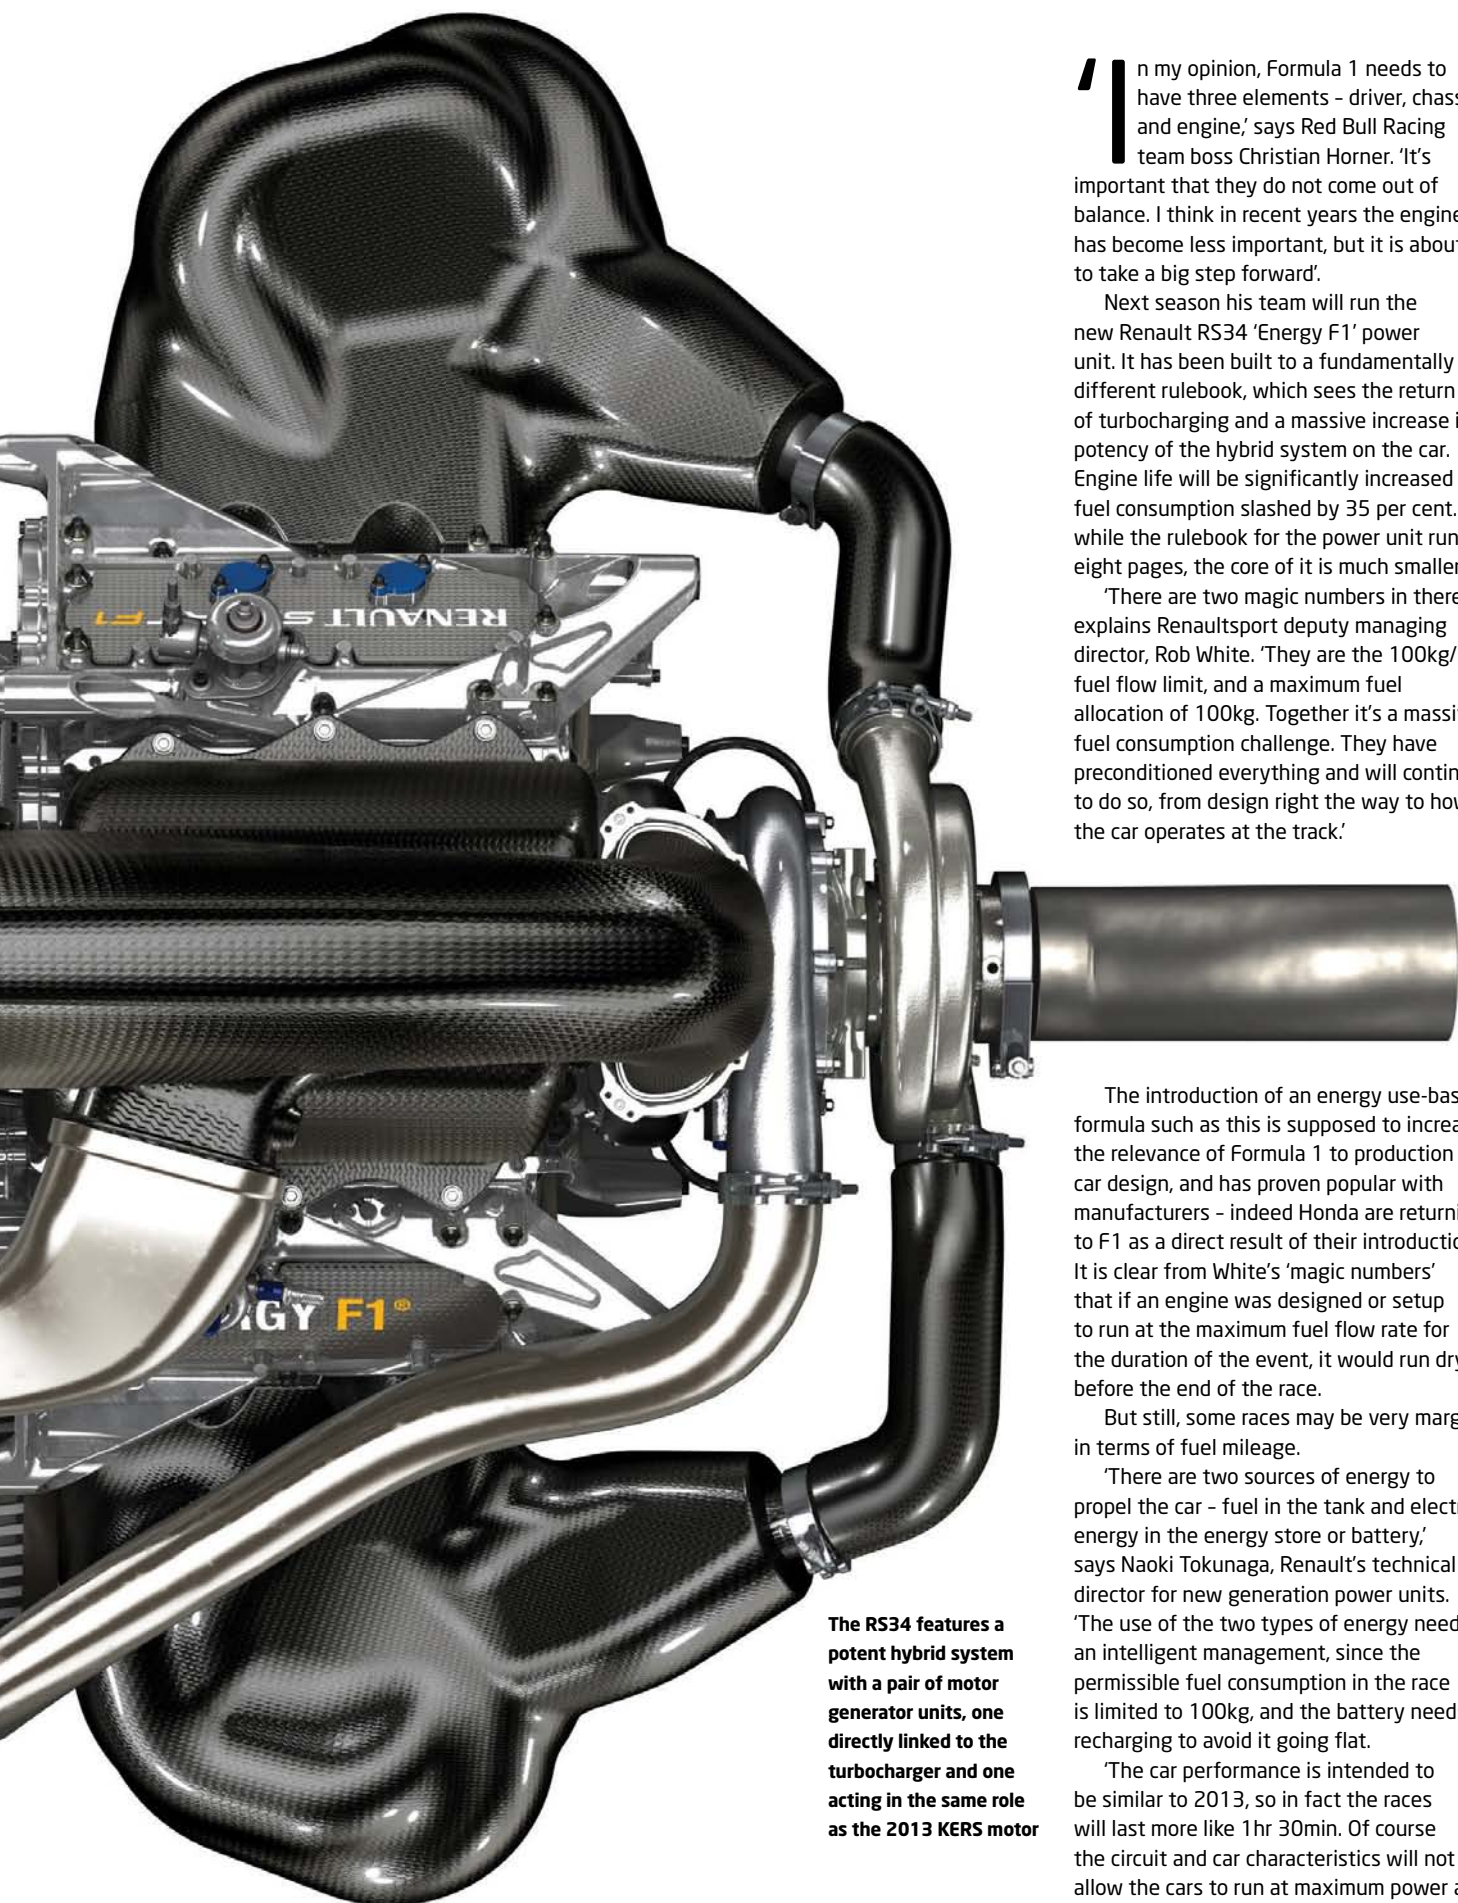 RENAULT S F1
GY F1®
'In my opinion, Formula 1 needs to
have three elements – driver, chass
and engine,' says Red Bull Racing
team boss Christian Horner. 'It's
important that they do not come out of
balance. I think in recent years the engine
has become less important, but it is about
to take a big step forward'.
Next season his team will run the
new Renault RS34 'Energy F1' power
unit. It has been built to a fundamentally
different rulebook, which sees the return
of turbocharging and a massive increase i
potency of the hybrid system on the car.
Engine life will be significantly increased
fuel consumption slashed by 35 per cent.
while the rulebook for the power unit run
eight pages, the core of it is much smaller
'There are two magic numbers in there
explains Renaultsport deputy managing
director, Rob White. 'They are the 100kg/
fuel flow limit, and a maximum fuel
allocation of 100kg. Together it's a massi
fuel consumption challenge. They have
preconditioned everything and will contin
to do so, from design right the way to how
the car operates at the track.'
The introduction of an energy use-bas
formula such as this is supposed to increa
the relevance of Formula 1 to production
car design, and has proven popular with
manufacturers – indeed Honda are returni
to F1 as a direct result of their introductio
It is clear from White's 'magic numbers'
that if an engine was designed or setup
to run at the maximum fuel flow rate for
the duration of the event, it would run dry
before the end of the race.
But still, some races may be very marg
in terms of fuel mileage.
'There are two sources of energy to
propel the car – fuel in the tank and electr
energy in the energy store or battery,'
says Naoki Tokunaga, Renault's technical
director for new generation power units.
'The use of the two types of energy need
an intelligent management, since the
permissible fuel consumption in the race
is limited to 100kg, and the battery need
recharging to avoid it going flat.
'The car performance is intended to
be similar to 2013, so in fact the races
will last more like 1hr 30min. Of course
the circuit and car characteristics will not
allow the cars to run at maximum power a
The RS34 features a
potent hybrid system
with a pair of motor
generator units, one
directly linked to the
turbocharger and one
acting in the same role
as the 2013 KERS motor